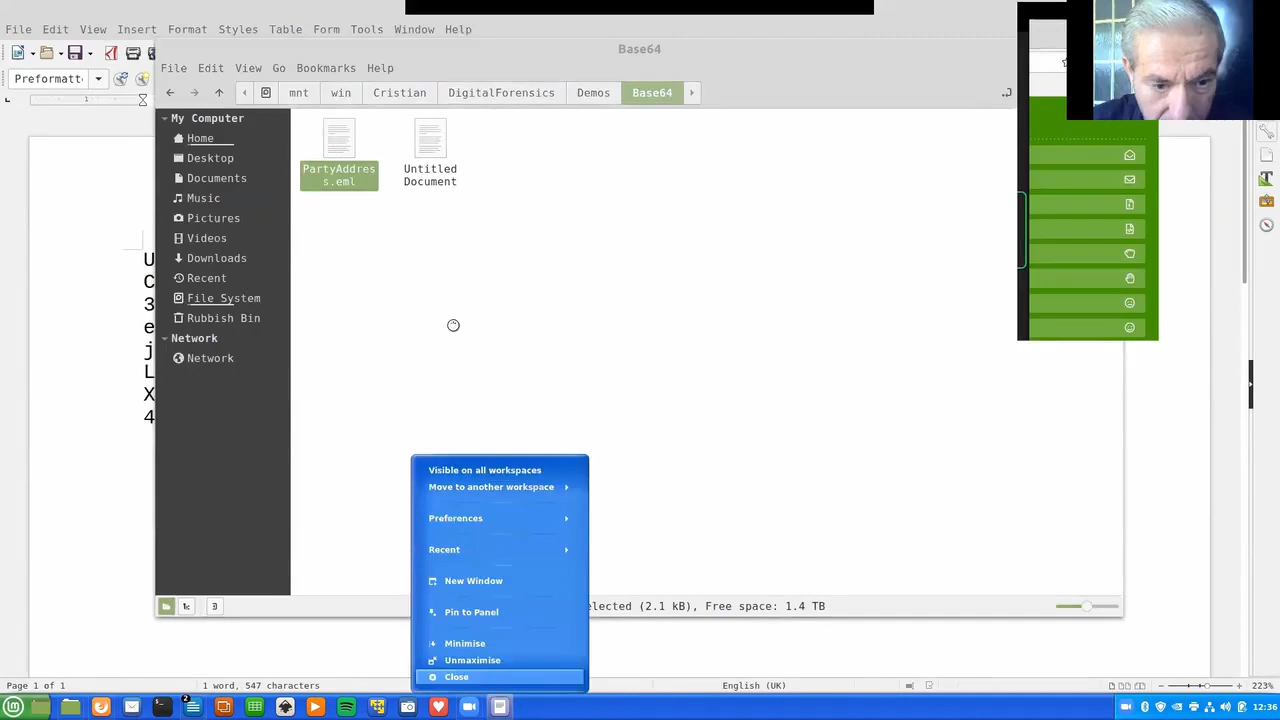 File Edit View Insert Format Styles Table Form Tools Window Help
Base64
File Edit View Go Bookmarks Help
mnt win Cristian DigitalForensics Demos Base64
My Computer
Home
Desktop
Documents
Music
Pictures
Videos
Downloads
Recent
File System
Rubbish Bin
Network
Network
PartyAddres
s.eml
Untitled
Document
U
C
3
e
j
L
X
4
Visible on all workspaces
Move to another workspace
Preferences
Recent
New Window
Pin to Panel
Minimise
Unmaximise
Close
elected (2.1 kB), Free space: 1.4 TB
Page 1 of 1 1 word, 547 characters English (UK) 223%
2
12:36